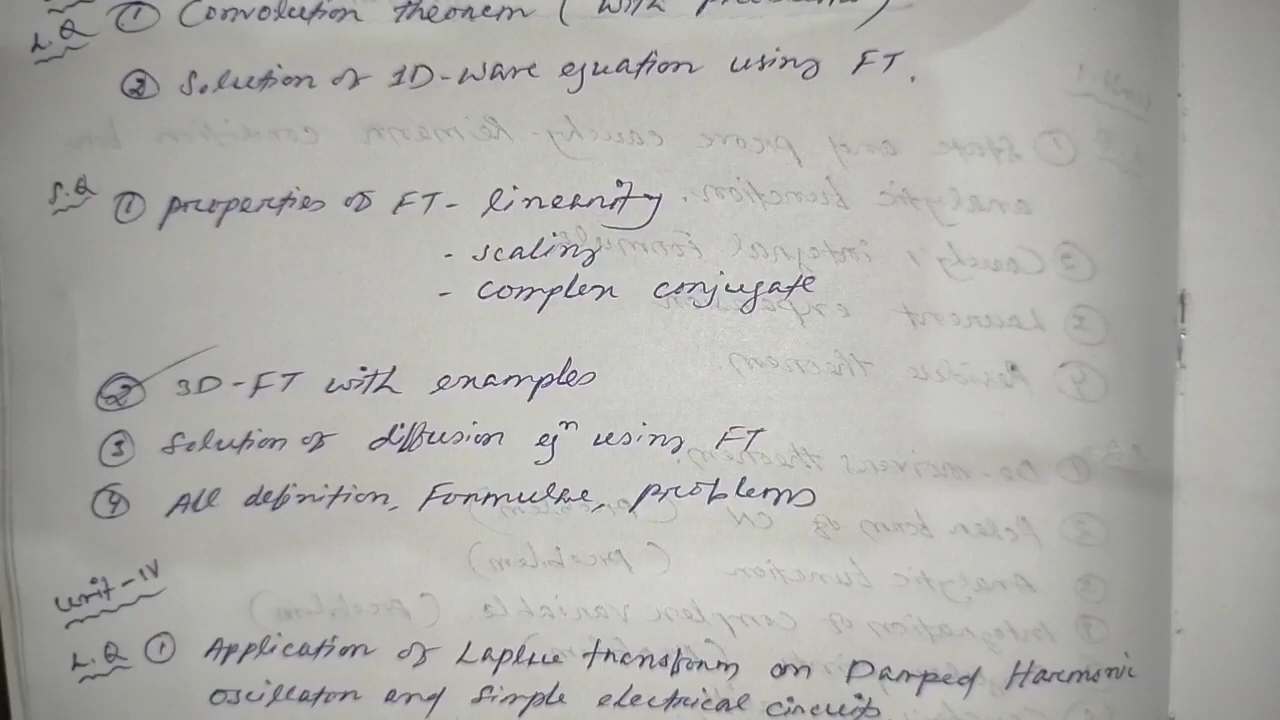 L.Q ① Convolution theorem ( with problems )
② Solution of 1D-wave equation using FT.
S.Q ① properties of FT - linearity
- scaling
- complex conjugate
② 3D-FT with examples
③ Solution of diffusion eqn using FT
④ All definition, Formulae, problems
Unit-IV
L.Q ① Application of Laplace transform on Damped Harmonic
oscillator and simple electrical circuits